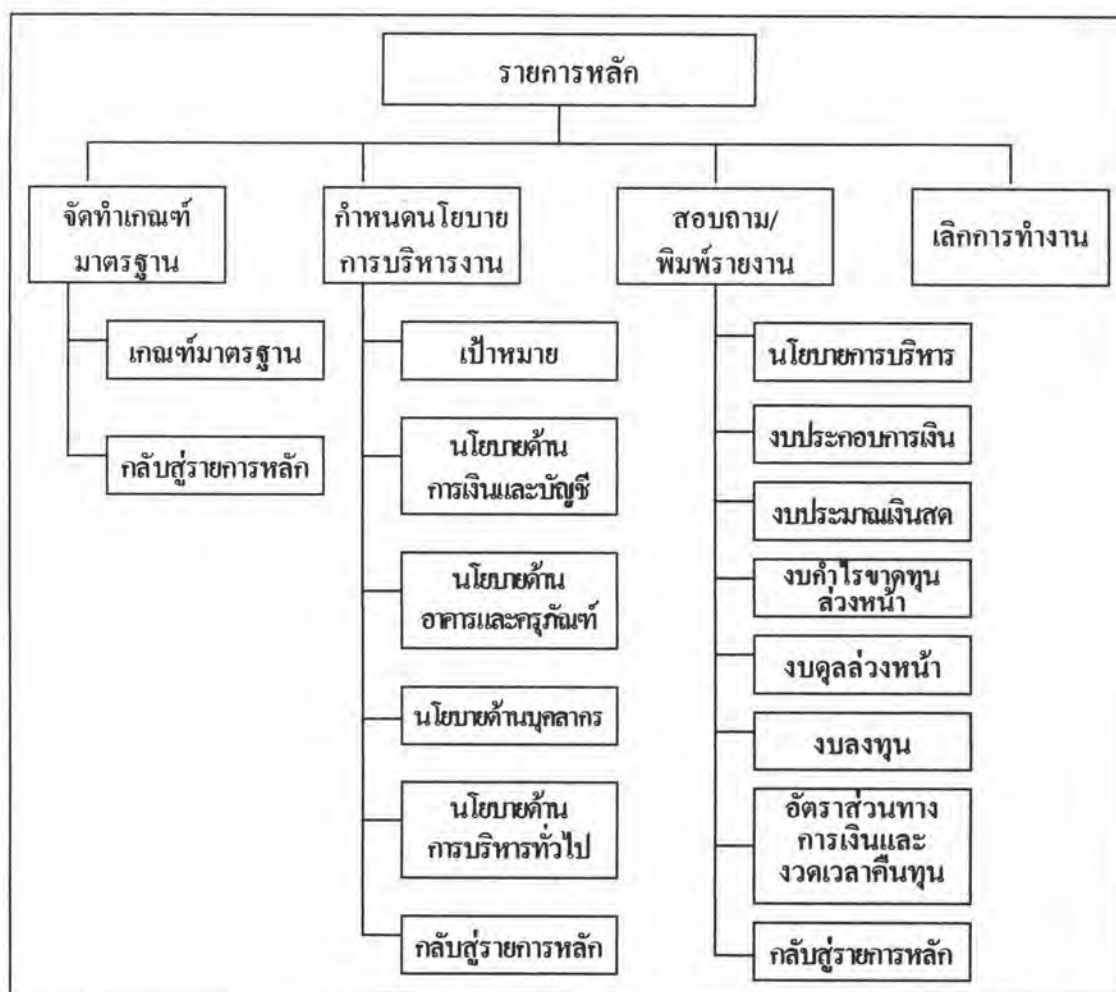 รายการหลัก
จัดทำเกณฑ์
มาตรฐาน
เกณฑ์มาตรฐาน
กลับสู่รายการหลัก
กำหนดนโยบาย
การบริหารงาน
เป้าหมาย
นโยบายด้าน
การเงินและบัญชี
นโยบายด้าน
อาคารและครุภัณฑ์
นโยบายด้านบุคลากร
นโยบายด้าน
การบริหารทั่วไป
กลับสู่รายการหลัก
สอบถาม/
พิมพ์รายงาน
นโยบายการบริหาร
งบประกอบการเงิน
งบประมาณเงินสด
งบกำไรขาดทุน
ล่วงหน้า
งบดุลล่วงหน้า
งบลงทุน
อัตราส่วนทาง
การเงินและ
งวดเวลาคืนทุน
กลับสู่รายการหลัก
เลิกการทำงาน